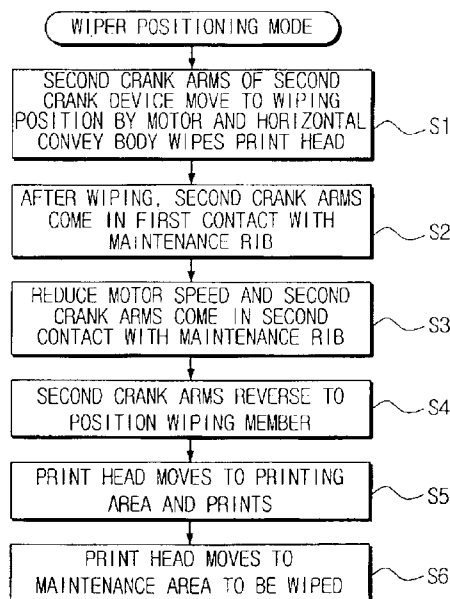 WIPER POSITIONING MODE
SECOND CRANK ARMS OF SECOND
CRANK DEVICE MOVE TO WIPING
POSITION BY MOTOR AND HORIZONTAL
CONVEY BODY WIPES PRINT HEAD
S1
AFTER WIPING, SECOND CRANK ARMS
COME IN FIRST CONTACT WITH
MAINTENANCE RIB
S2
REDUCE MOTOR SPEED AND SECOND
CRANK ARMS COME IN SECOND
CONTACT WITH MAINTENANCE RIB
S3
SECOND CRANK ARMS REVERSE TO
POSITION WIPING MEMBER
S4
PRINT HEAD MOVES TO PRINTING
AREA AND PRINTS
S5
PRINT HEAD MOVES TO
MAINTENANCE AREA TO BE WIPED
S6